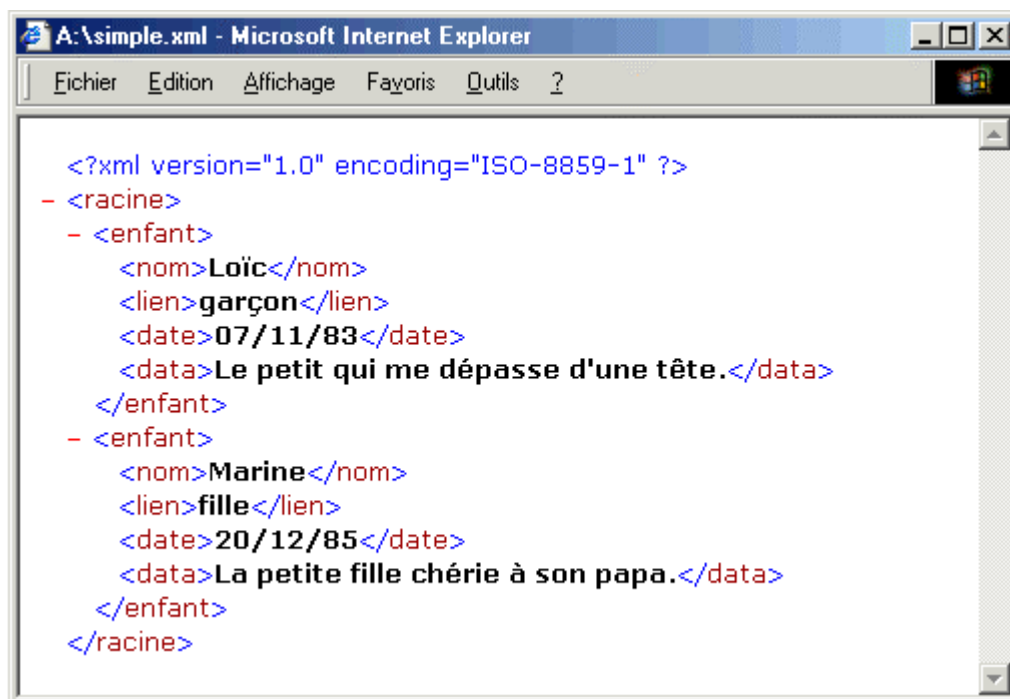 A:\simple.xml - Microsoft Internet Explorer
Fichier Edition Affichage Favoris Outils ?
<?xml version="1.0" encoding="ISO-8859-1" ?>
- <racine>
- <enfant>
<nom>Loïc</nom>
<lien>garçon</lien>
<date>07/11/83</date>
<data>Le petit qui me dépasse d'une tête.</data>
</enfant>
- <enfant>
<nom>Marine</nom>
<lien>fille</lien>
<date>20/12/85</date>
<data>La petite fille chérie à son papa.</data>
</enfant>
</racine>